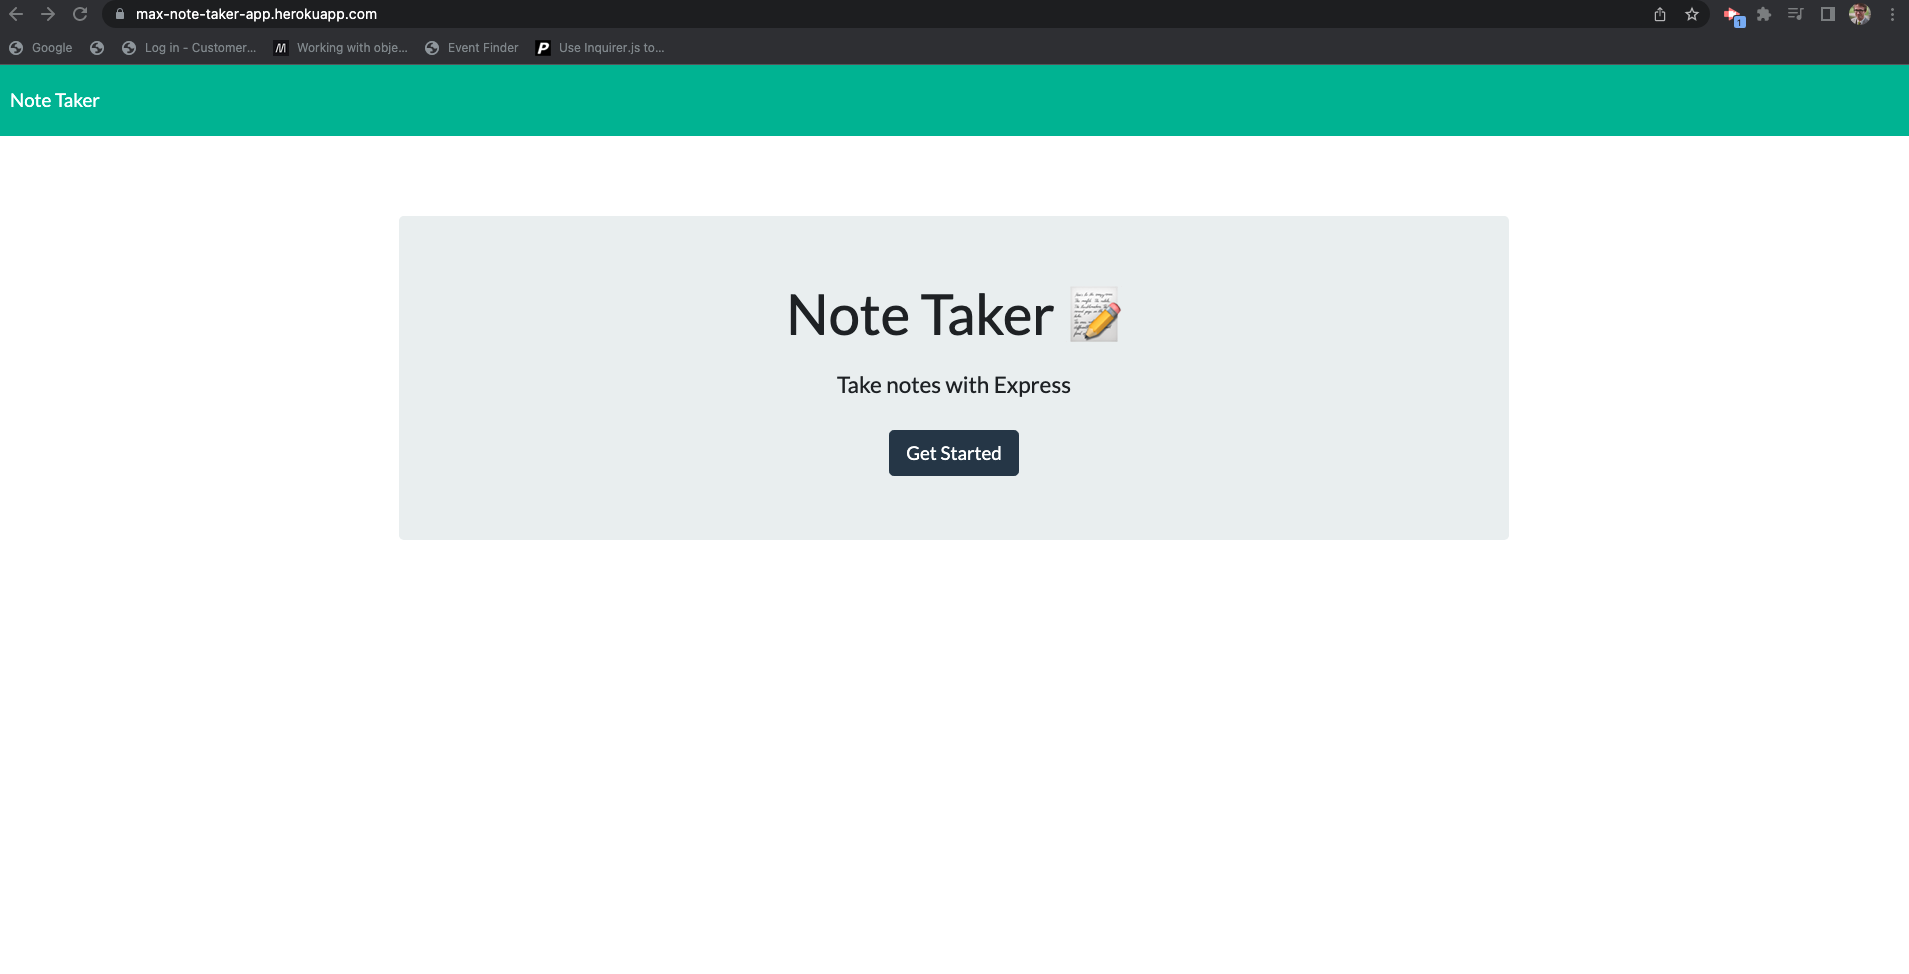 max-note-taker-app.herokuapp.com
1
Google
Log in - Customer...
M Working with obje...
Event Finder
P Use Inquirer.js to...
Note Taker
Note Taker
Take notes with Express
Get Started